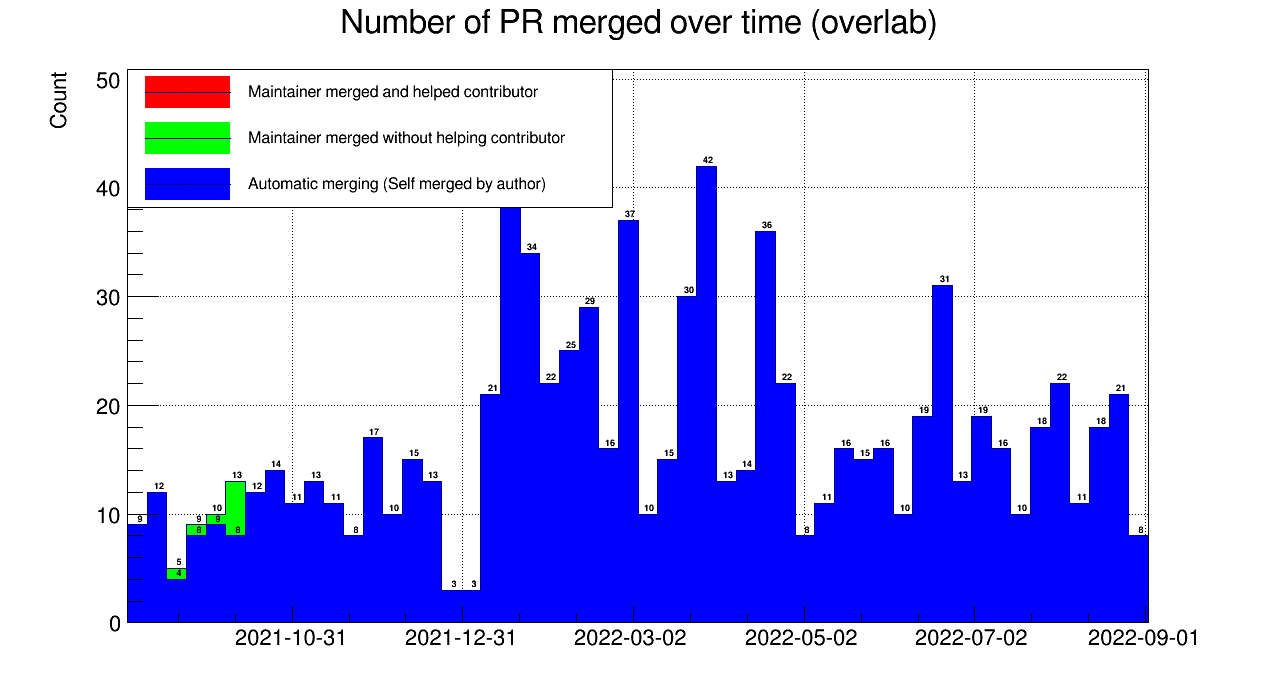 Number of PR merged over time (overlab)
Count
50
40
30
20
10
0
Maintainer merged and helped contributor
Maintainer merged without helping contributor
Automatic merging (Self merged by author)
9 12 5 4 9 8 10 9 13 8 12 14 11 13 11 8 17 10 15 13 3 3 21 34 22 25 29 16 37 10 15 30 42 13 14 36 22 8 11 16 15 16 10 19 31 13 19 16 10 18 22 11 18 21 8
2021-10-31 2021-12-31 2022-03-02 2022-05-02 2022-07-02 2022-09-01